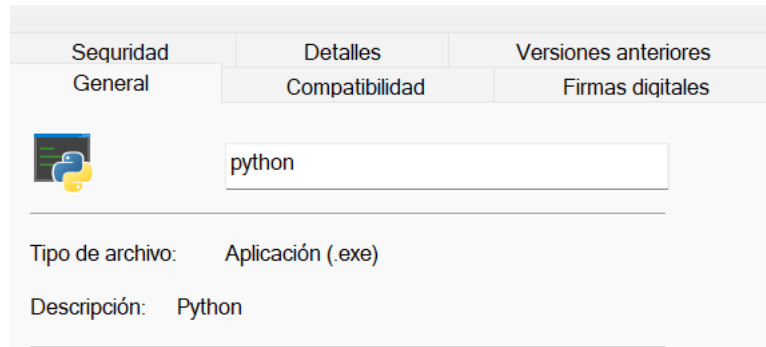 Seguridad Detalles Versiones anteriores
General Compatibilidad Firmas digitales
python
Tipo de archivo: Aplicación (.exe)
Descripción: Python